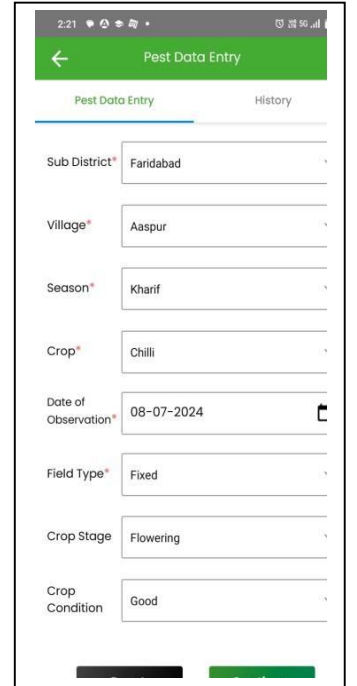 2:21
5G
Pest Data Entry
Pest Data Entry History
Sub District* Faridabad
Village* Aaspur
Season* Kharif
Crop* Chilli
Date of
Observation* 08-07-2024
Field Type* Fixed
Crop Stage Flowering
Crop
Condition Good